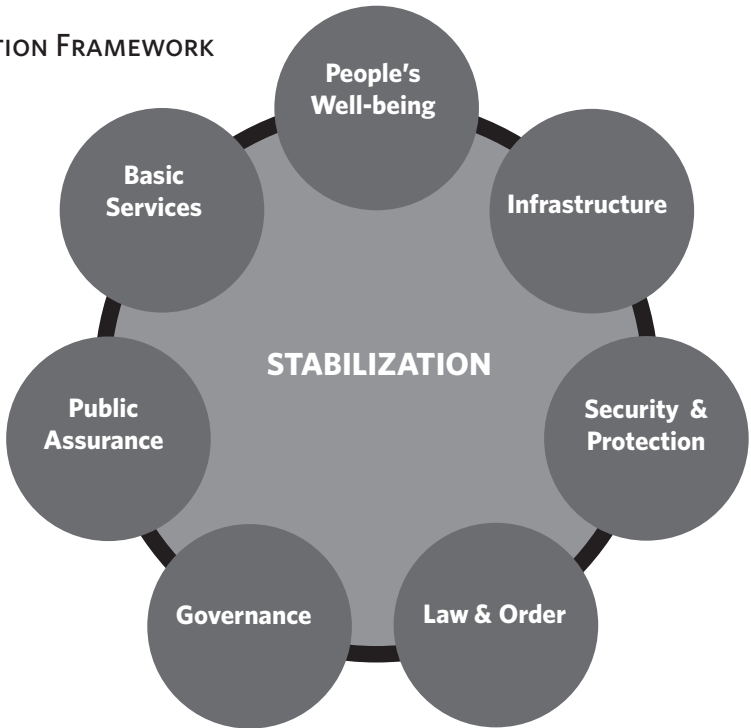 TION FRAMEWORK
People's
Well-being
Basic
Services
Infrastructure
STABILIZATION
Public
Assurance
Security &
Protection
Governance
Law & Order